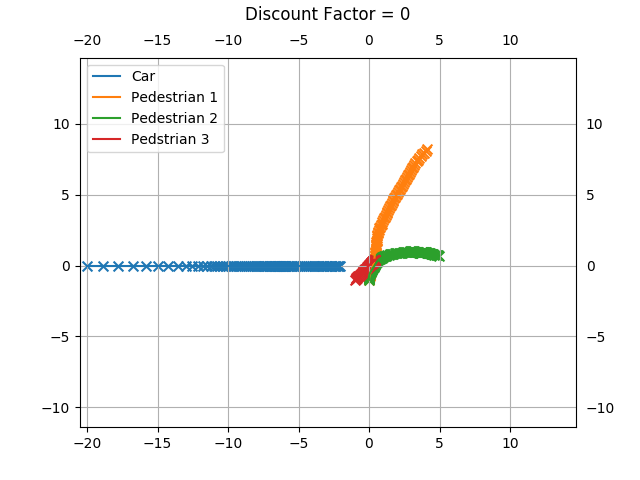 Discount Factor = 0
−20 −15 −10 −5 0 5 10
Car
Pedestrian 1
Pedestrian 2
Pedstrian 3
10 10
5 5
0 0
−5 −5
−10 −10
−20 −15 −10 −5 0 5 10